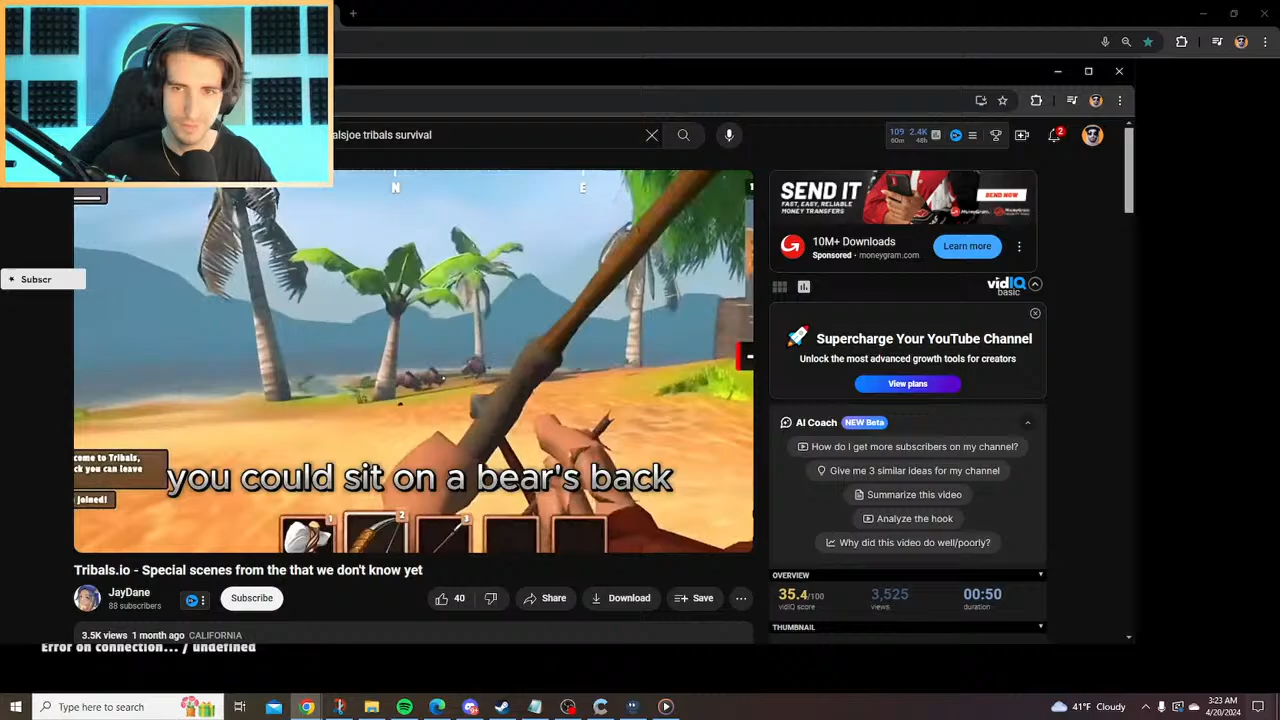 alsjoe tribals survival
109 2.4K
60m 48h
2
N E
Subscr
come to Tribals,
ck you can leave
joined!
you could sit on a bear's back
1 2 3
Tribals.io - Special scenes from the that we don't know yet
JayDane
88 subscribers
Subscribe
40
Share
Download
Save
3.5K views 1 month ago CALIFORNIA
Error on connection... / undefined
SEND IT
FAST, EASY, RELIABLE
MONEY TRANSFERS
SEND NOW
MoneyGram
10M+ Downloads
Sponsored · moneygram.com
Learn more
vidIQ
basic
Supercharge Your YouTube Channel
Unlock the most advanced growth tools for creators
View plans
AI Coach NEW Beta
How do I get more subscribers on my channel?
Give me 3 similar ideas for my channel
Summarize this video
Analyze the hook
Why did this video do well/poorly?
OVERVIEW
35.4/100
vidIQ score
3,525
views
00:50
duration
THUMBNAIL
Type here to search
41°F Cloudy
3:23 AM
4/20/2024